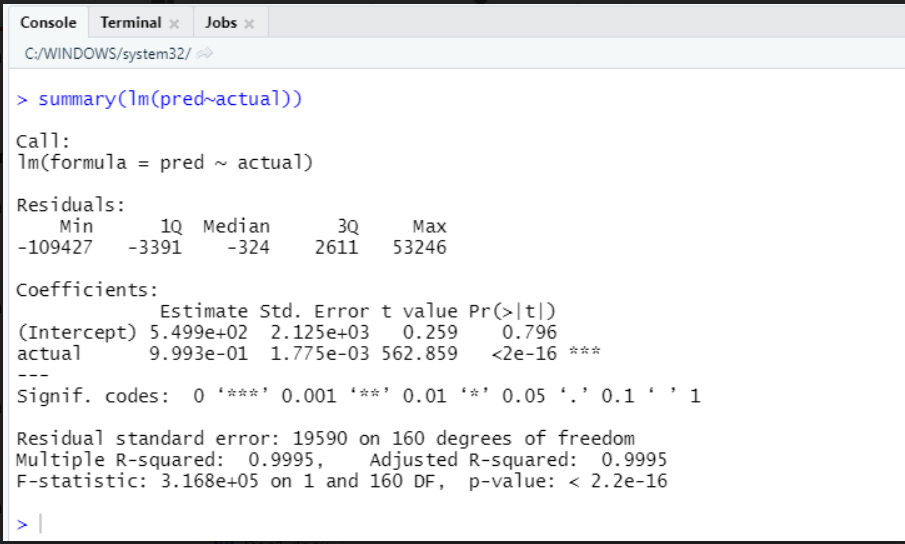 Console Terminal Jobs
C:/WINDOWS/system32/
> summary(lm(pred~actual))
Call:
lm(formula = pred ~ actual)
Residuals:
    Min      1Q  Median      3Q     Max
-109427   -3391    -324    2611   53246
Coefficients:
             Estimate Std. Error t value Pr(>|t|)
(Intercept) 5.499e+02  2.125e+03   0.259    0.796
actual      9.993e-01  1.775e-03 562.859   <2e-16 ***
---
Signif. codes:  0 ‘***’ 0.001 ‘**’ 0.01 ‘*’ 0.05 ‘.’ 0.1 ‘ ’ 1
Residual standard error: 19590 on 160 degrees of freedom
Multiple R-squared:  0.9995,    Adjusted R-squared:  0.9995
F-statistic: 3.168e+05 on 1 and 160 DF,  p-value: < 2.2e-16
>